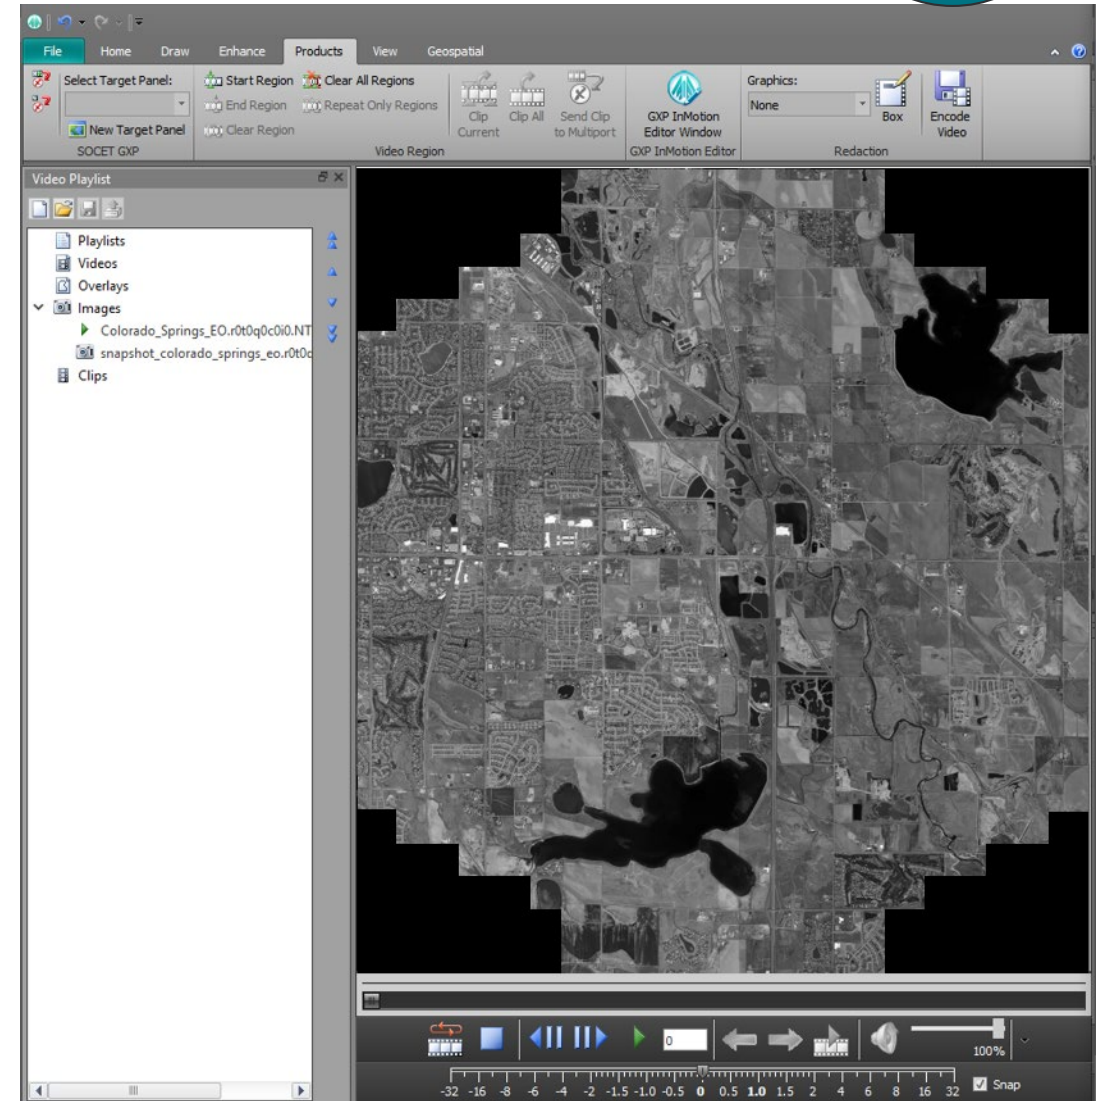 File Home Draw Enhance Products View Geospatial
Select Target Panel:
New Target Panel
SOCET GXP
Start Region Clear All Regions
End Region Repeat Only Regions
Clear Region
Clip Current
Clip All
Send Clip to Multiport
Video Region
GXP InMotion
Editor Window
GXP InMotion Editor
Graphics:
None
Box
Encode
Video
Redaction
Video Playlist
Playlists
Videos
Overlays
Images
Colorado_Springs_EO.r0t0q0c0i0.NT
snapshot_colorado_springs_eo.r0t0c
Clips
0
100%
-32 -16 -8 -6 -4 -2 -1.5 -1.0 -0.5 0 0.5 1.0 1.5 2 4 6 8 16 32
Snap